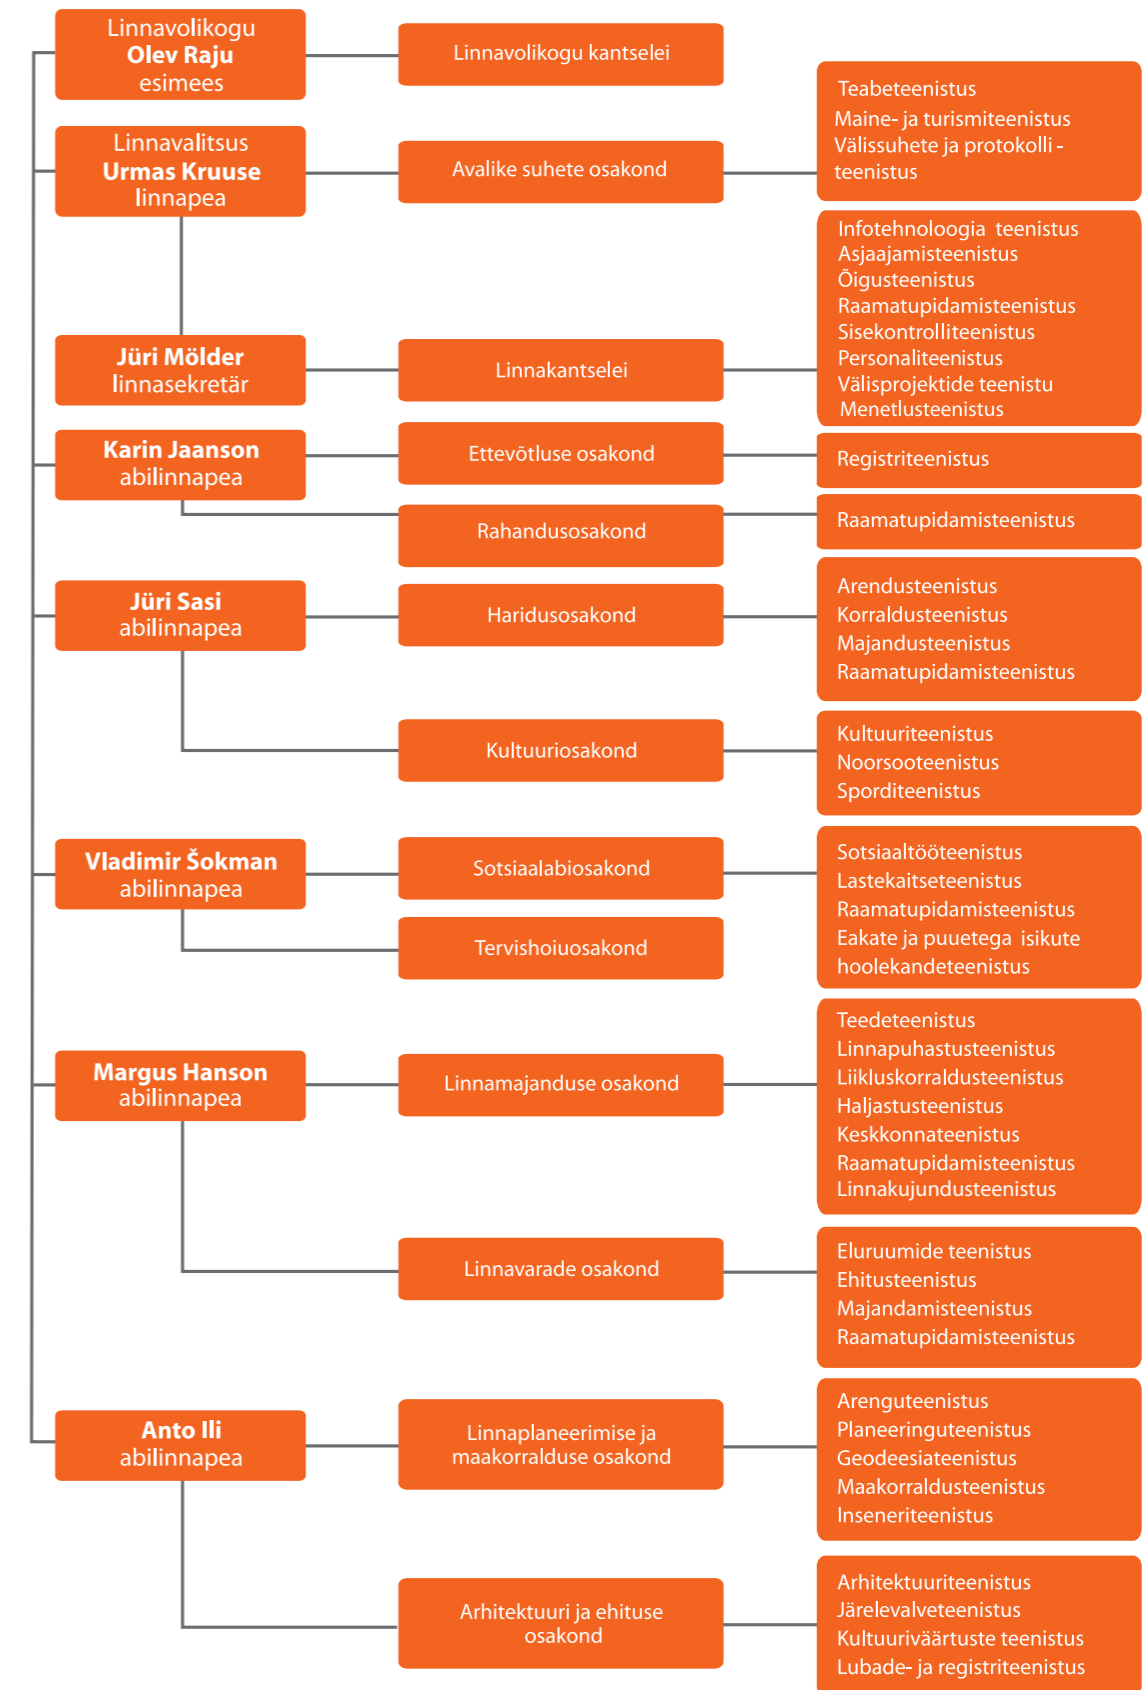 Linnavolikogu
Olev Raju
esimees
Linnavolikogu kantselei
Linnavalitsus
Urmas Kruuse
linnapea
Avalike suhete osakond
Teabeteenistus
Maine- ja turismiteenistus
Välissuhete ja protokolli -
teenistus
Jüri Mölder
linnasekretär
Linnakantselei
Infotehnoloogia teenistus
Asjaajamisteenistus
Õigusteenistus
Raamatupidamisteenistus
Sisekontrolliteenistus
Personaliteenistus
Välisprojektide teenistu
Menetlusteenistus
Karin Jaanson
abilinnapea
Ettevõtluse osakond
Registriteenistus
Rahandusosakond
Raamatupidamisteenistus
Jüri Sasi
abilinnapea
Haridusosakond
Arendusteenistus
Korraldusteenistus
Majandusteenistus
Raamatupidamisteenistus
Kultuuriosakond
Kultuuriteenistus
Noorsooteenistus
Sporditeenistus
Vladimir Šokman
abilinnapea
Sotsiaalabiosakond
Sotsiaaltööteenistus
Lastekaitseteenistus
Raamatupidamisteenistus
Eakate ja puuetega isikute
hoolekandeteenistus
Tervishoiuosakond
Margus Hanson
abilinnapea
Linnamajanduse osakond
Teedeteenistus
Linnapuhastusteenistus
Liikluskorraldusteenistus
Haljastusteenistus
Keskkonnateenistus
Raamatupidamisteenistus
Linnakujundusteenistus
Linnavarade osakond
Eluruumide teenistus
Ehitusteenistus
Majandamisteenistus
Raamatupidamisteenistus
Anto Ili
abilinnapea
Linnaplaneerimise ja
maakorralduse osakond
Arenguteenistus
Planeeringuteenistus
Geodeesiateenistus
Maakorraldusteenistus
Inseneriteenistus
Arhitektuuri ja ehituse
osakond
Arhitektuuriteenistus
Järelevalveteenistus
Kultuuriväärtuste teenistus
Lubade- ja registriteenistus